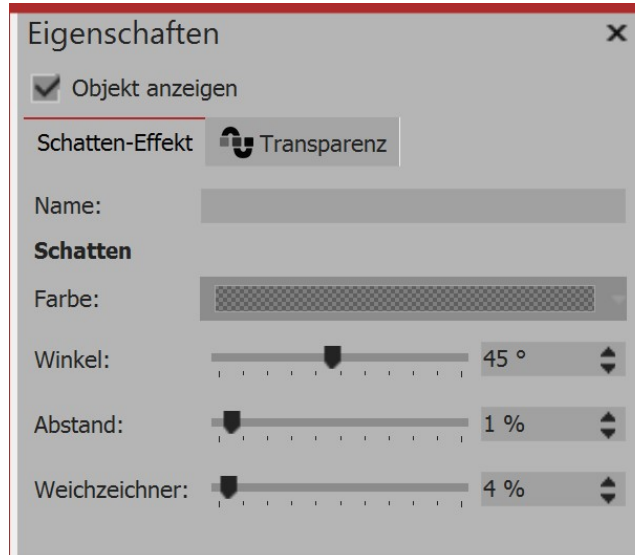 Eigenschaften
Objekt anzeigen
Schatten-Effekt Transparenz
Name:
Schatten
Farbe:
Winkel: 45 °
Abstand: 1 %
Weichzeichner: 4 %